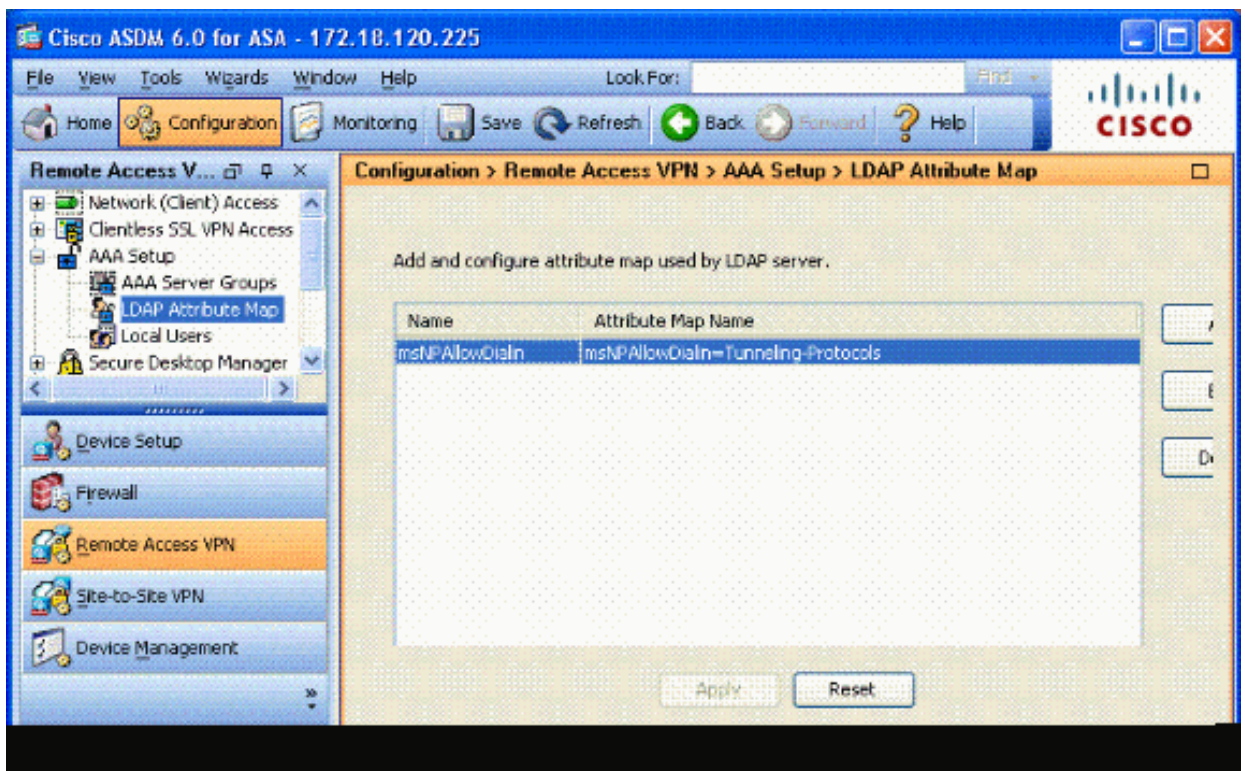 Cisco ASDM 6.0 for ASA - 172.18.120.225
File View Tools Wizards Window Help Look For: Find
Home Configuration Monitoring Save Refresh Back Forward Help
CISCO
Remote Access V...
Configuration > Remote Access VPN > AAA Setup > LDAP Attribute Map
Network (Client) Access
Clientless SSL VPN Access
AAA Setup
AAA Server Groups
LDAP Attribute Map
Local Users
Secure Desktop Manager
Add and configure attribute map used by LDAP server.
Name Attribute Map Name
msNPAllowDialin msNPAllowDialin=Tunneling-Protocols
Device Setup
Firewall
Remote Access VPN
Site-to-Site VPN
Device Management
Apply Reset